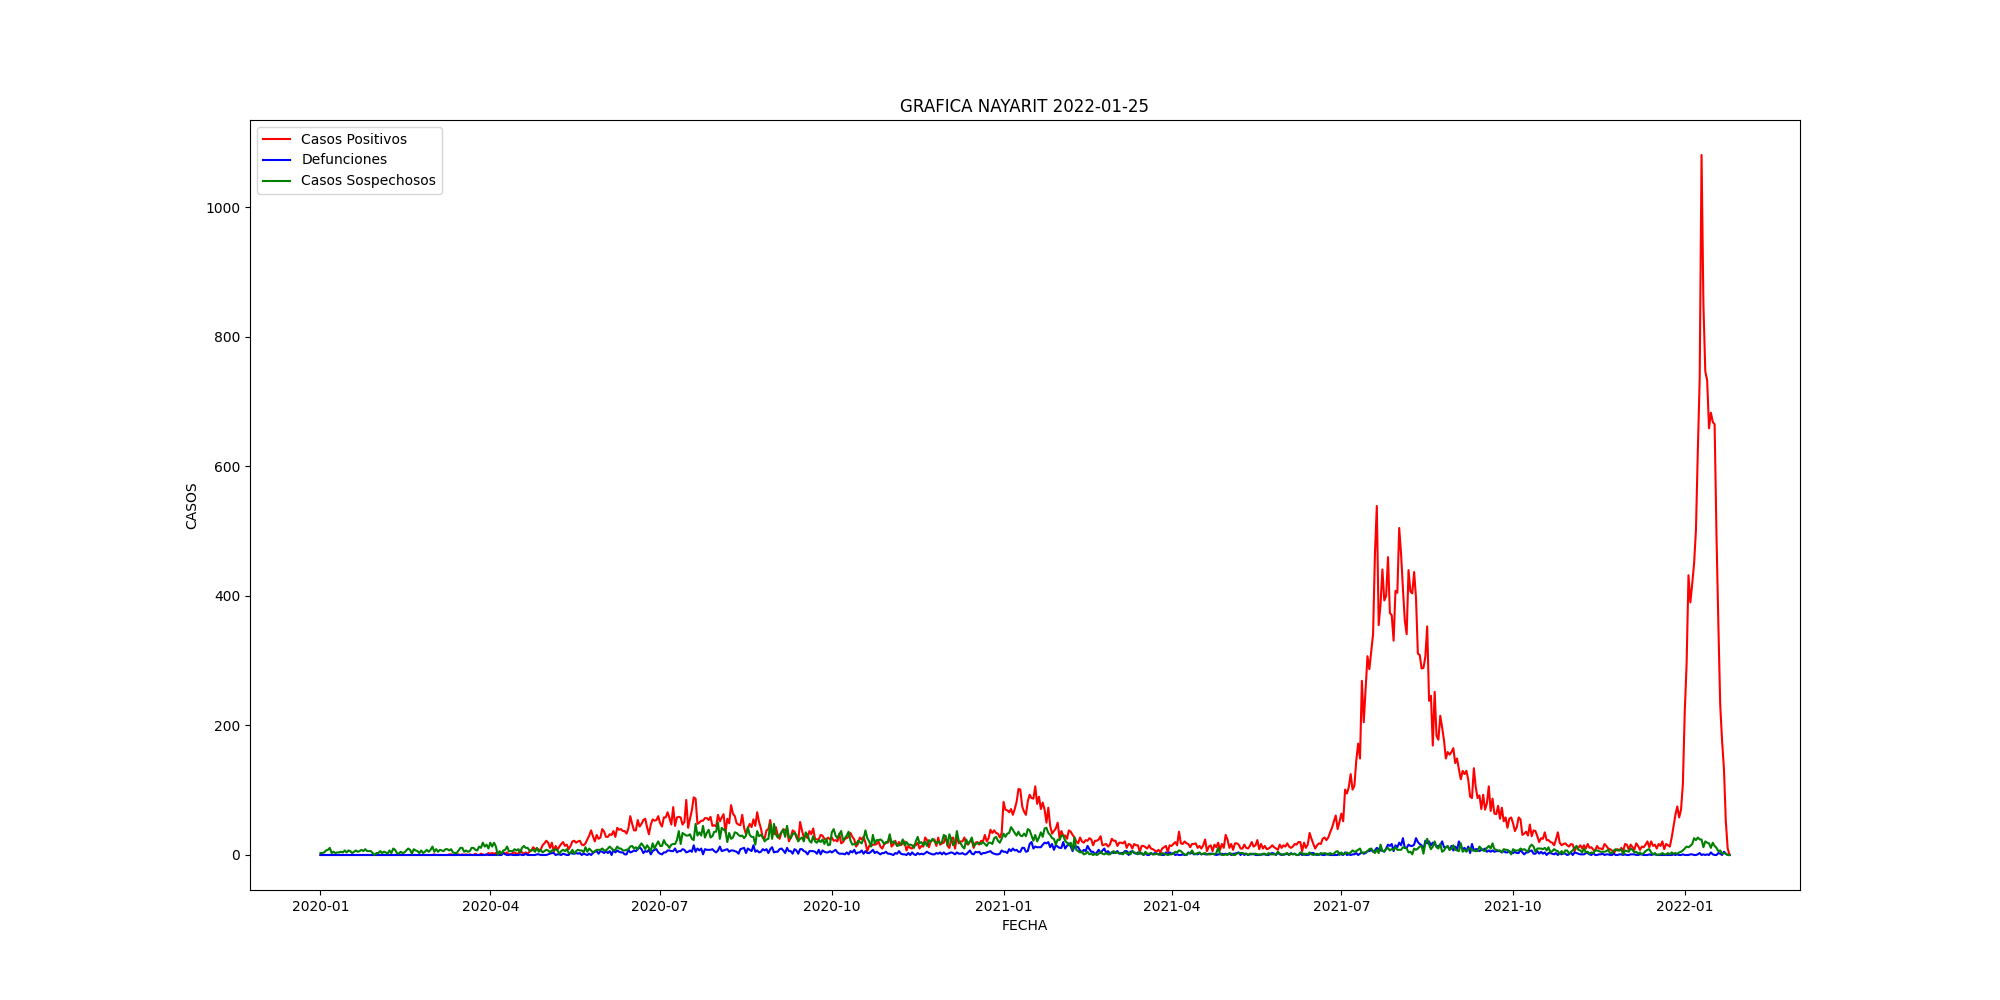 GRAFICA NAYARIT 2022-01-25
Casos Positivos
Defunciones
Casos Sospechosos
1000
800
600
400
200
0
CASOS
2020-01 2020-04 2020-07 2020-10 2021-01 2021-04 2021-07 2021-10 2022-01
FECHA